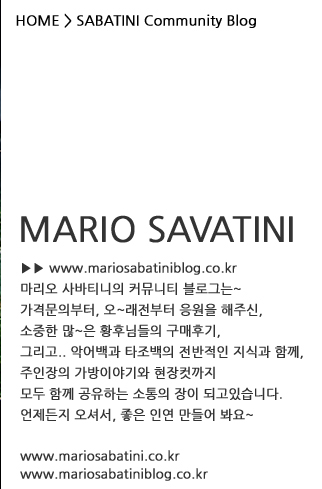 HOME > SABATINI Community Blog
MARIO SAVATINI
▶▶ www.mariosabatiniblog.co.kr
마리오 사바티니의 커뮤니티 블로그는~
가격문의부터, 오~래전부터 응원을 해주신,
소중한 많~은 황후님들의 구매후기,
그리고.. 악어백과 타조백의 전반적인 지식과 함께,
주인장의 가방이야기와 현장컷까지
모두 함께 공유하는 소통의 장이 되고있습니다.
언제든지 오셔서, 좋은 인연 만들어 봐요~
www.mariosabatini.co.kr
www.mariosabatiniblog.co.kr